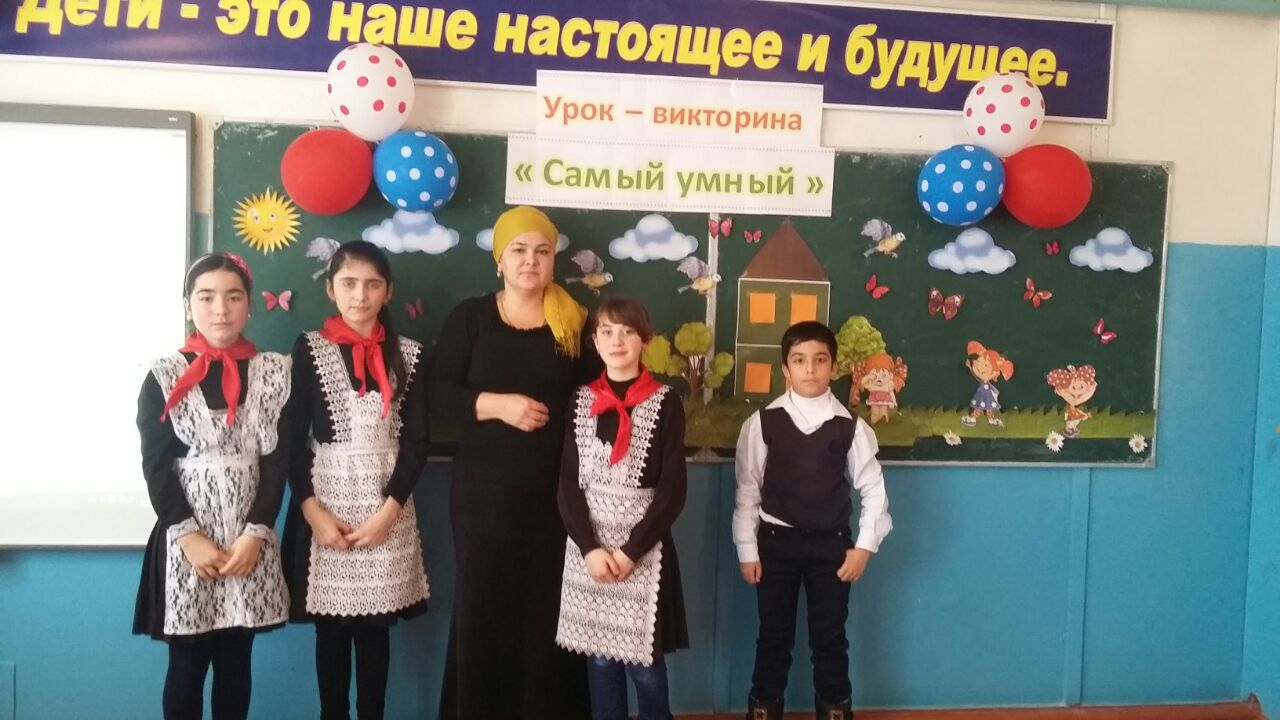 дети - это наше настоящее и будущее.
Урок – викторина
« Самый умный »